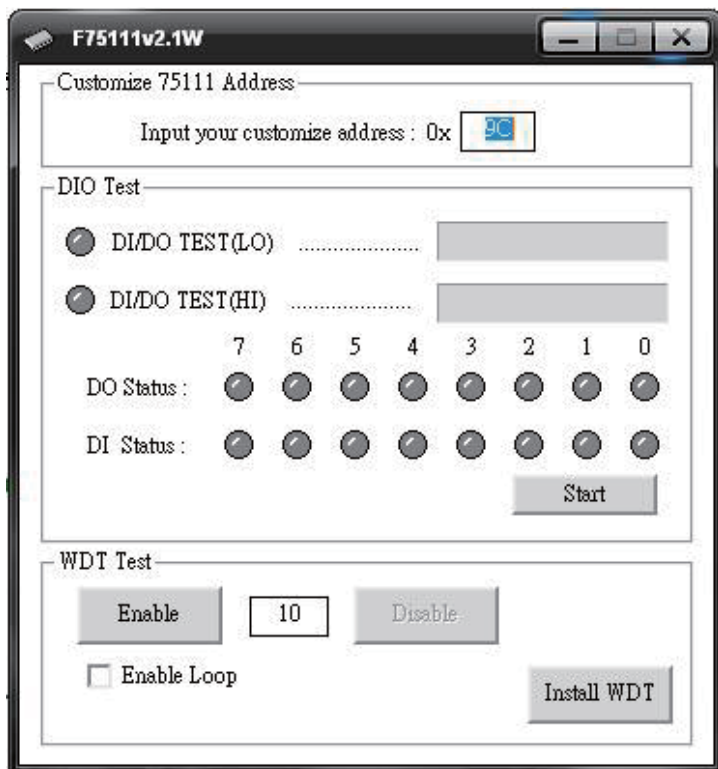 F75111v2.1W
Customize 75111 Address
Input your customize address : 0x 9C
DIO Test
DI/DO TEST(LO) .....................
DI/DO TEST(HI) .....................
7 6 5 4 3 2 1 0
DO Status :
DI Status :
Start
WDT Test
Enable 10 Disable
Enable Loop
Install WDT